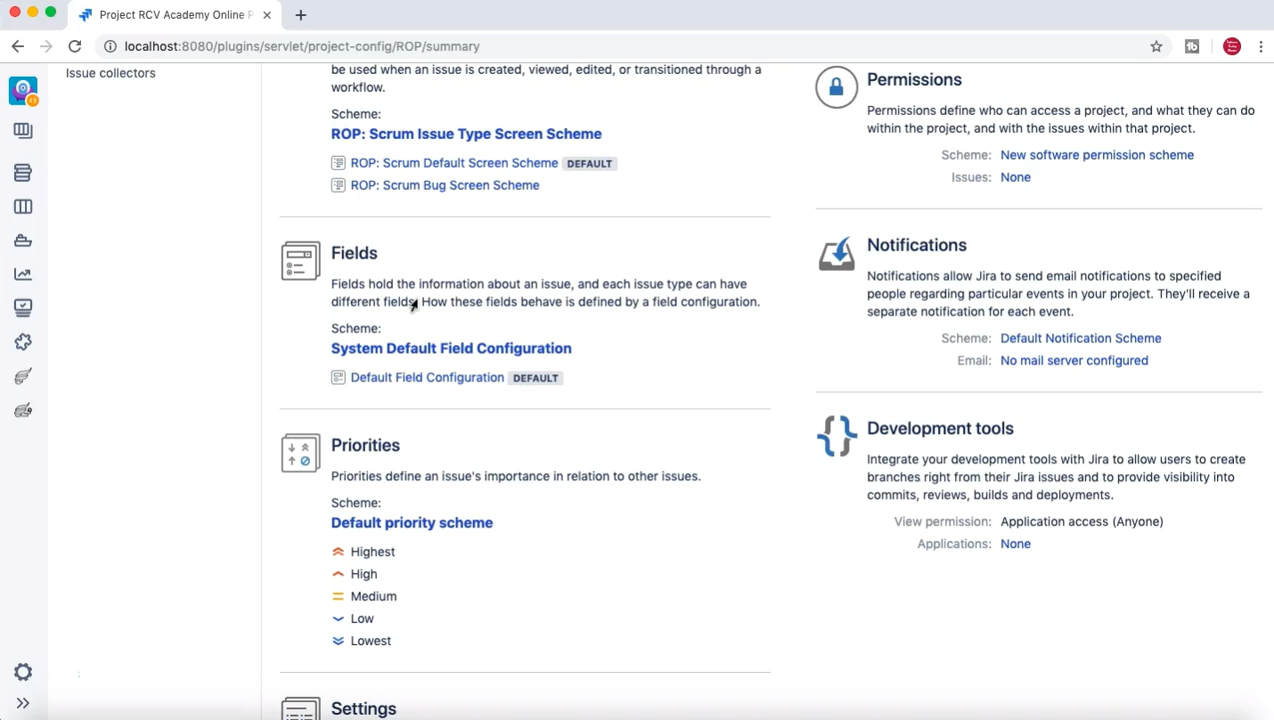 Project RCV Academy Online P
localhost:8080/plugins/servlet/project-config/ROP/summary
Issue collectors
be used when an issue is created, viewed, edited, or transitioned through a
workflow.
Scheme:
ROP: Scrum Issue Type Screen Scheme
ROP: Scrum Default Screen Scheme DEFAULT
ROP: Scrum Bug Screen Scheme
Fields
Fields hold the information about an issue, and each issue type can have
different fields. How these fields behave is defined by a field configuration.
Scheme:
System Default Field Configuration
Default Field Configuration DEFAULT
Priorities
Priorities define an issue's importance in relation to other issues.
Scheme:
Default priority scheme
Highest
High
Medium
Low
Lowest
Settings
Permissions
Permissions define who can access a project, and what they can do
within the project, and with the issues within that project.
Scheme: New software permission scheme
Issues: None
Notifications
Notifications allow Jira to send email notifications to specified
people regarding particular events in your project. They'll receive a
separate notification for each event.
Scheme: Default Notification Scheme
Email: No mail server configured
Development tools
Integrate your development tools with Jira to allow users to create
branches right from their Jira issues and to provide visibility into
commits, reviews, builds and deployments.
View permission: Application access (Anyone)
Applications: None